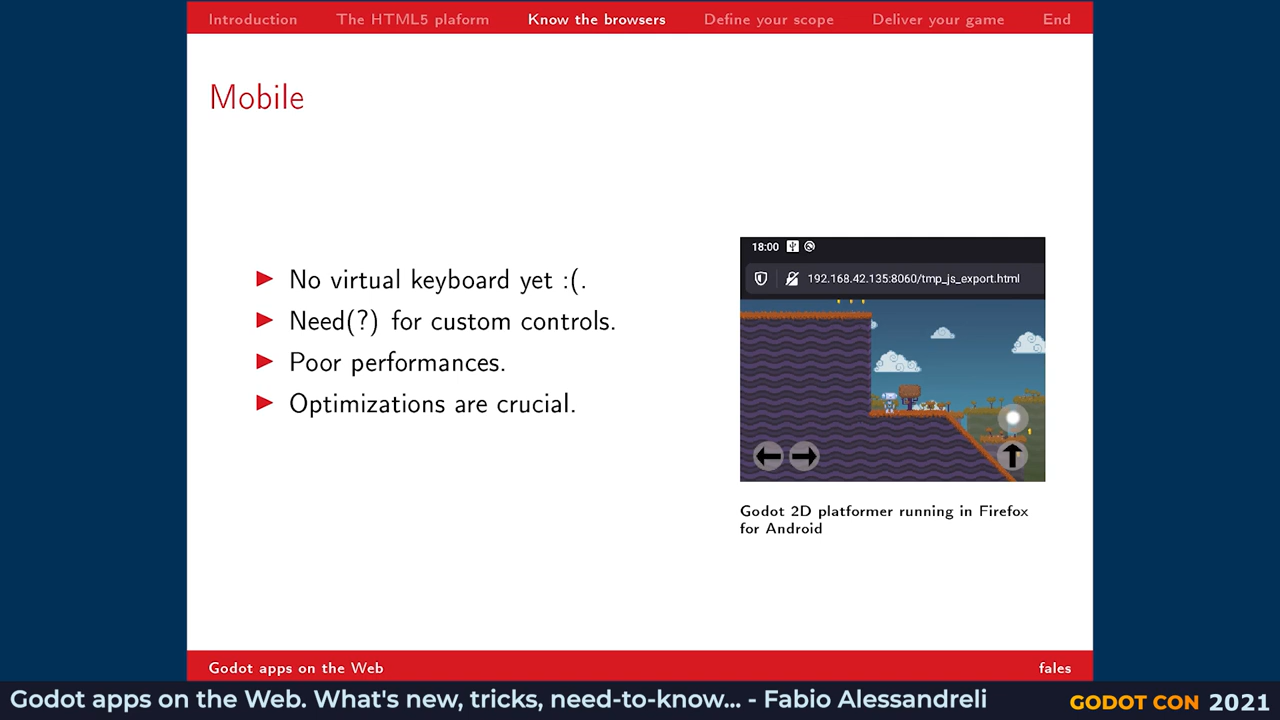 Introduction The HTML5 plaform Know the browsers Define your scope Deliver your game End
Mobile
No virtual keyboard yet :(.
Need(?) for custom controls.
Poor performances.
Optimizations are crucial.
18:00
192.168.42.135:8060/tmp_js_export.html
Godot 2D platformer running in Firefox
for Android
Godot apps on the Web fales
Godot apps on the Web. What's new, tricks, need-to-know... - Fabio Alessandreli GODOT CON 2021